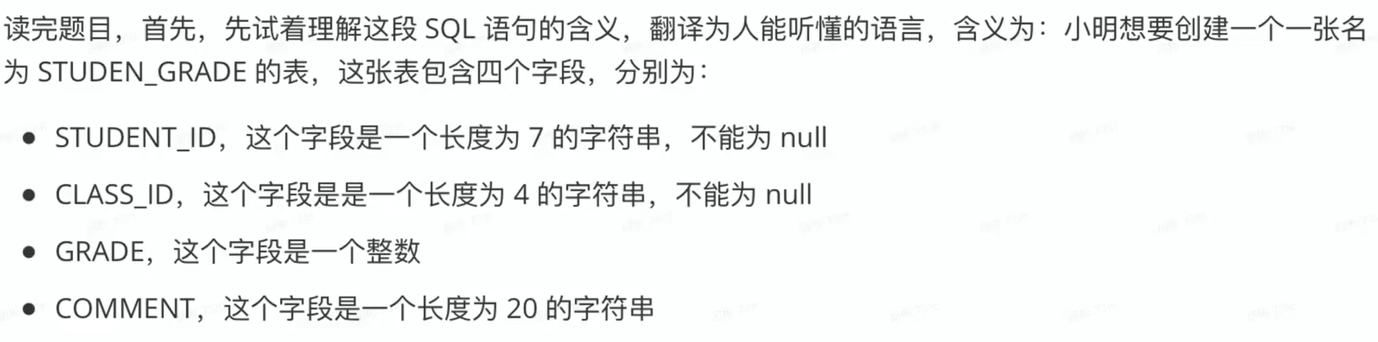 读完题目，首先，先试着理解这段 SQL 语句的含义，翻译为人能听懂的语言，含义为：小明想要创建一个一张名
为 STUDEN_GRADE 的表，这张表包含四个字段，分别为：
● STUDENT_ID，这个字段是一个长度为 7 的字符串，不能为 null
● CLASS_ID，这个字段是是一个长度为 4 的字符串，不能为 null
● GRADE，这个字段是一个整数
● COMMENT，这个字段是一个长度为 20 的字符串